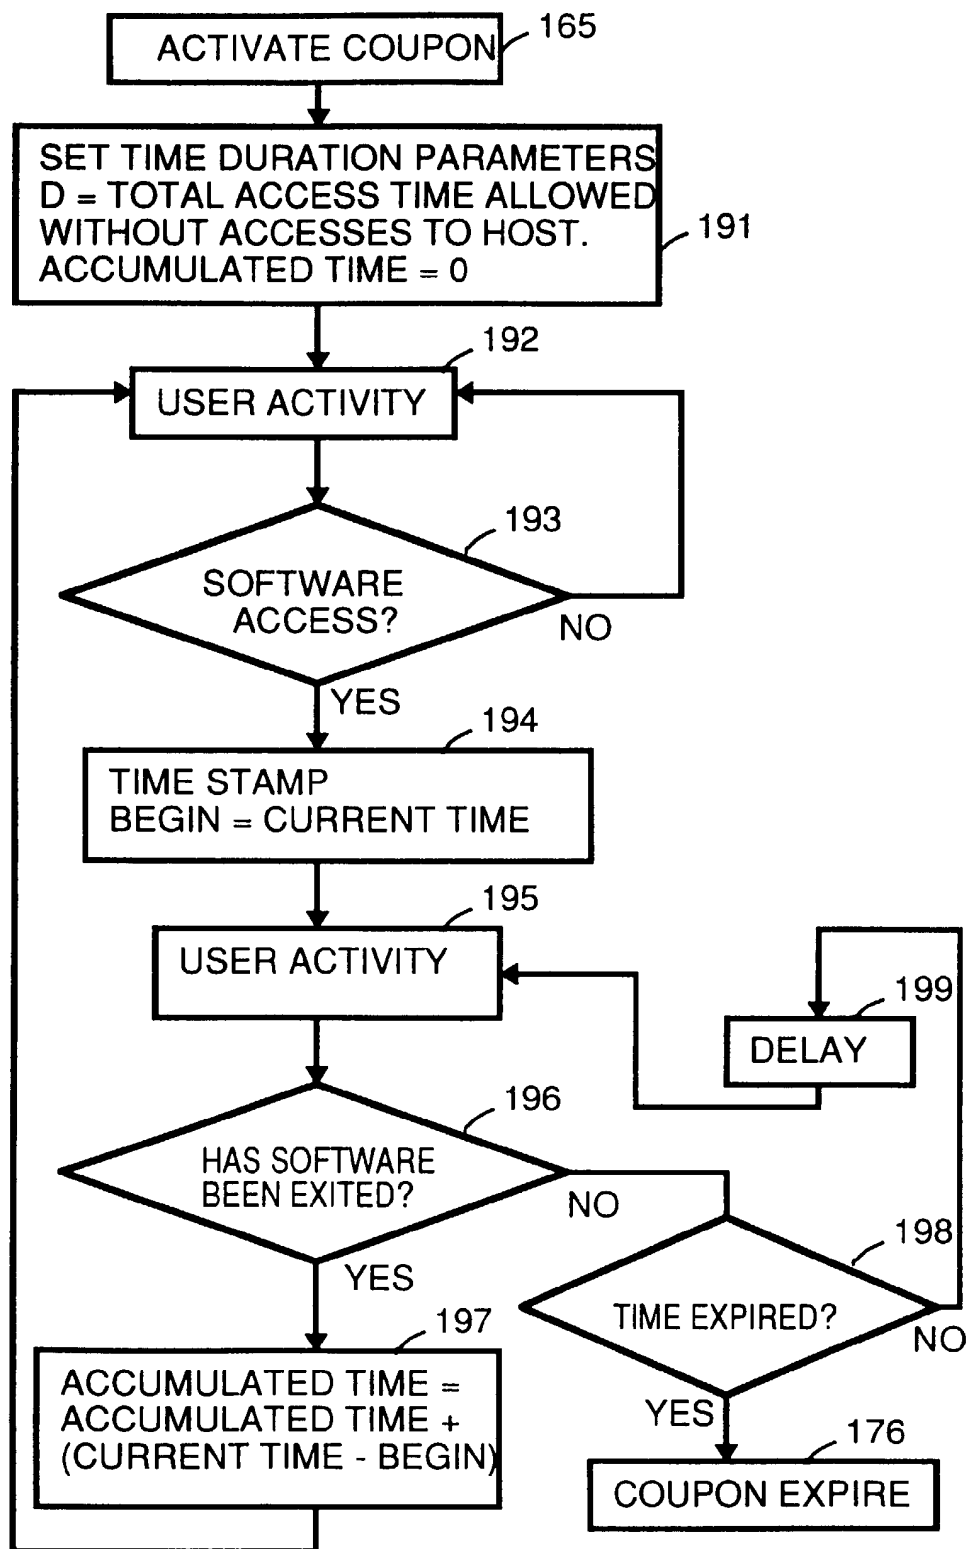 ACTIVATE COUPON
165
SET TIME DURATION PARAMETERS
D = TOTAL ACCESS TIME ALLOWED
WITHOUT ACCESSES TO HOST.
ACCUMULATED TIME = 0
191
192
USER ACTIVITY
193
SOFTWARE
ACCESS?
NO
YES
194
TIME STAMP
BEGIN = CURRENT TIME
195
USER ACTIVITY
199
DELAY
196
HAS SOFTWARE
BEEN EXITED?
NO
YES
198
TIME EXPIRED?
NO
YES
197
ACCUMULATED TIME =
ACCUMULATED TIME +
(CURRENT TIME - BEGIN)
176
COUPON EXPIRE